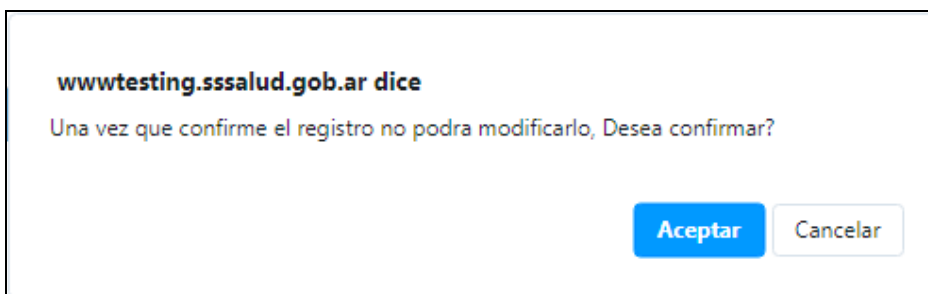 wwwtesting.sssalud.gob.ar dice
Una vez que confirme el registro no podra modificarlo, Desea confirmar?
Aceptar Cancelar